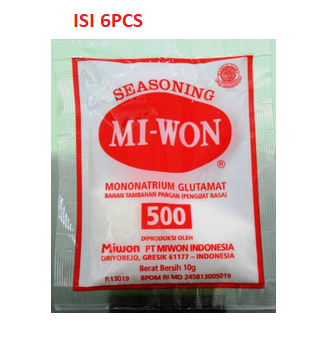 ISI 6PCS
SEASONING
MI-WON
®
MONONATRIUM GLUTAMAT
BAHAN TAMBAHAN PANGAN (PENGUAT RASA)
500
DIPRODUKSI OLEH
Miwon PT MIWON INDONESIA
DRIYOREJO, GRESIK 61177 – INDONESIA
Berat Bersih 10g
P.13019 BPOM RI MD 245813005019